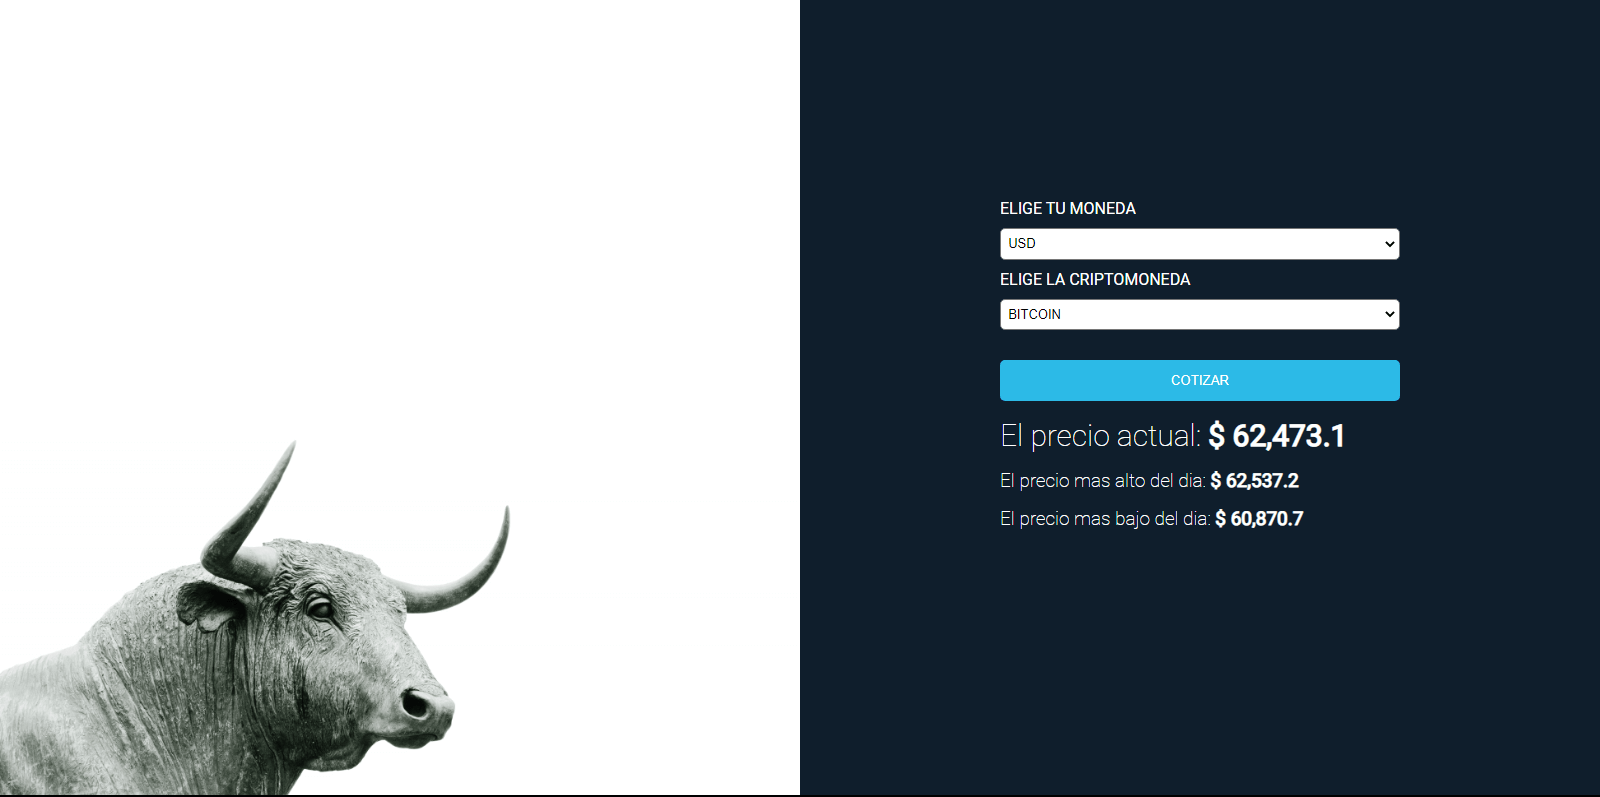 ELIGE TU MONEDA
USD
ELIGE LA CRIPTOMONEDA
BITCOIN
COTIZAR
El precio actual: $ 62,473.1
El precio mas alto del dia: $ 62,537.2
El precio mas bajo del dia: $ 60,870.7